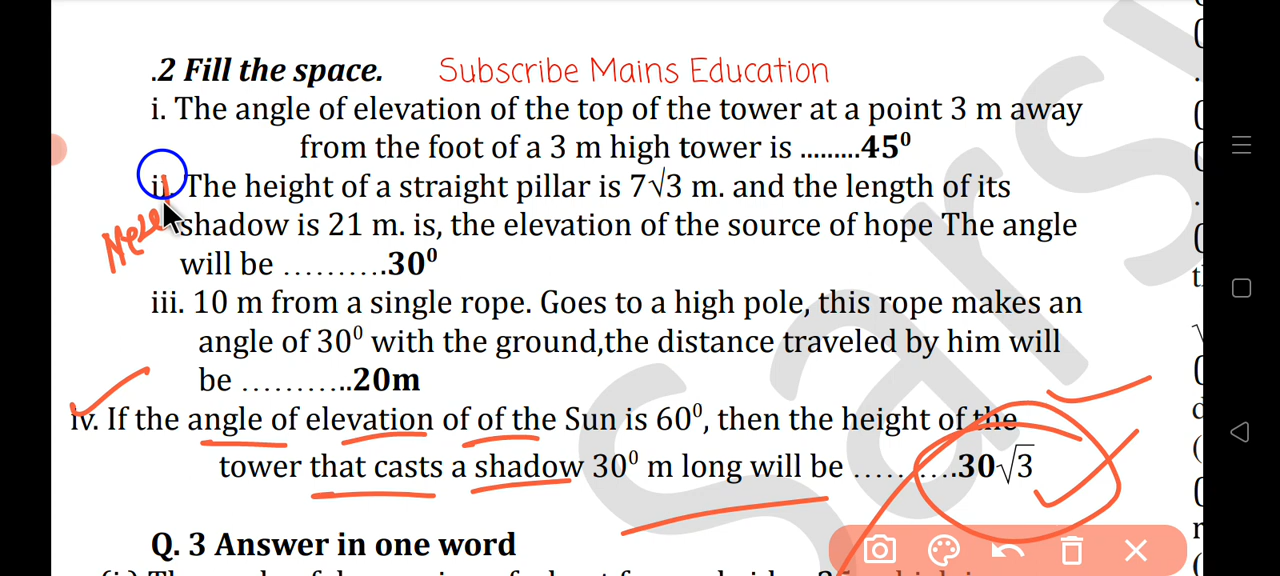 .2 Fill the space. Subscribe Mains Education
i. The angle of elevation of the top of the tower at a point 3 m away
from the foot of a 3 m high tower is .........45⁰
ii. The height of a straight pillar is 7√3 m. and the length of its
shadow is 21 m. is, the elevation of the source of hope The angle
will be ..........30⁰
iii. 10 m from a single rope. Goes to a high pole, this rope makes an
angle of 30⁰ with the ground,the distance traveled by him will
be ...........20m
iv. If the angle of elevation of of the Sun is 60⁰, then the height of the
tower that casts a shadow 30⁰ m long will be ..........30√3
Q. 3 Answer in one word